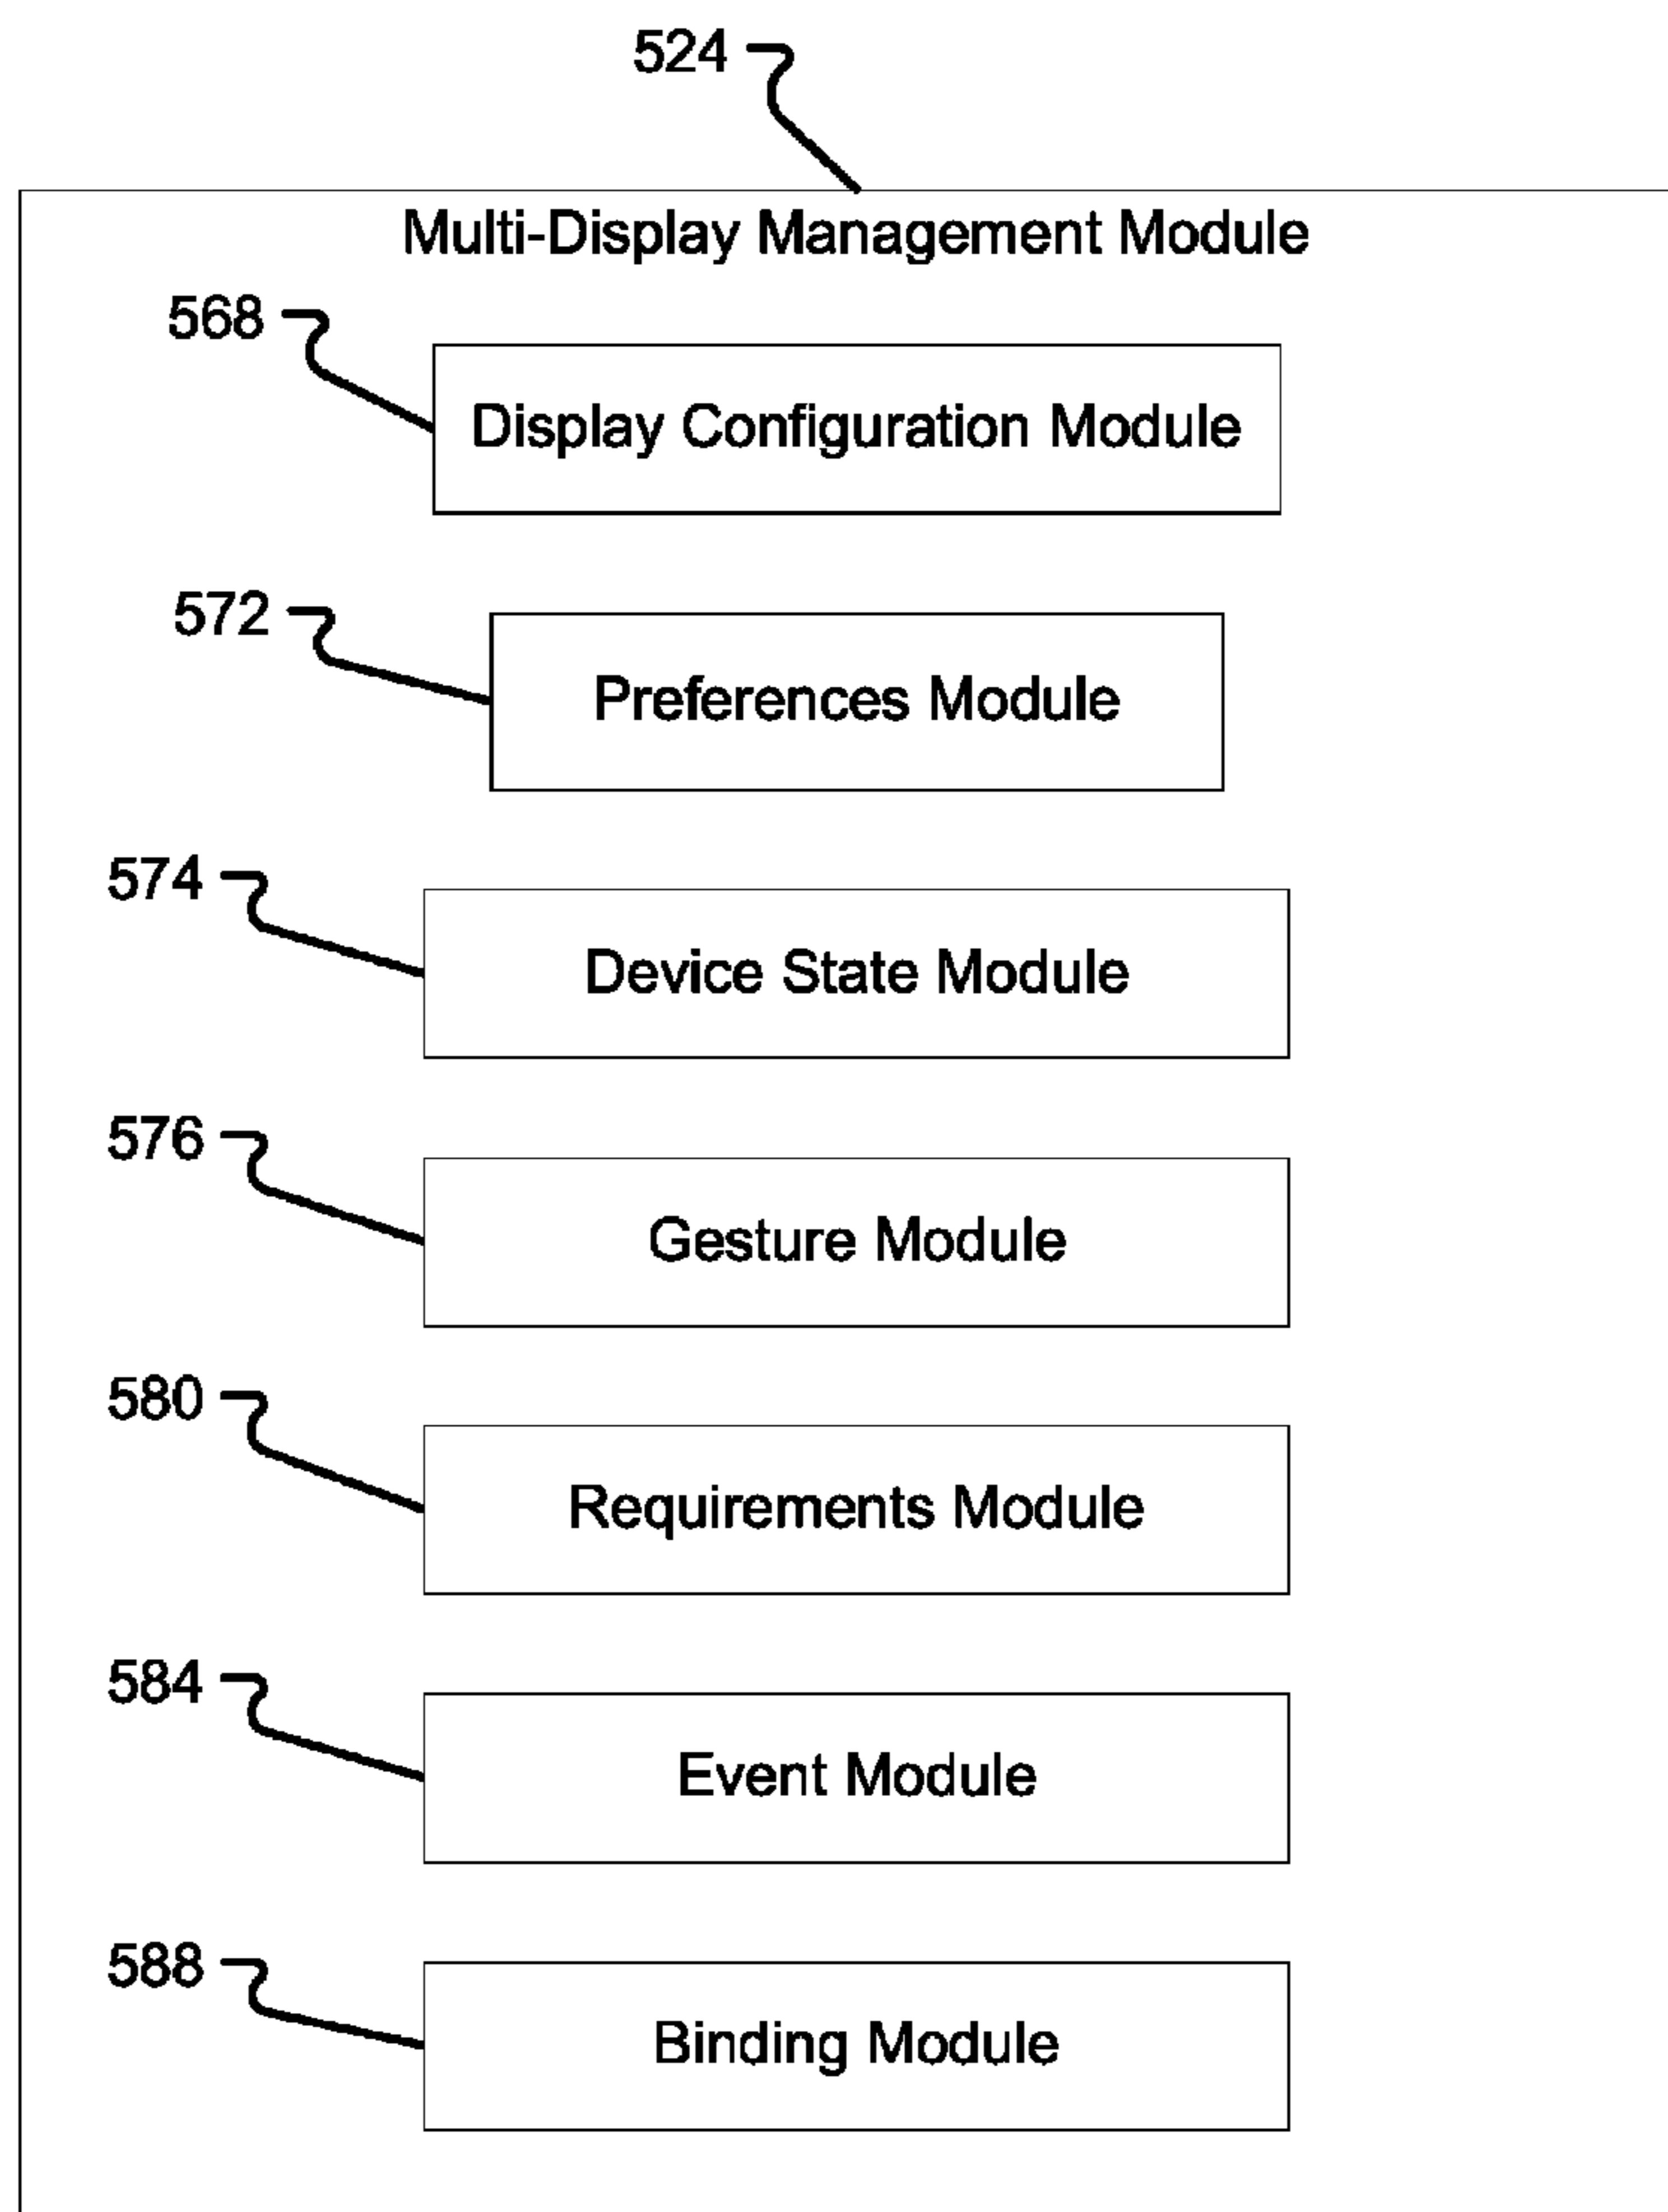 524
Multi-Display Management Module
568
Display Configuration Module
572
Preferences Module
574
Device State Module
576
Gesture Module
580
Requirements Module
584
Event Module
588
Binding Module